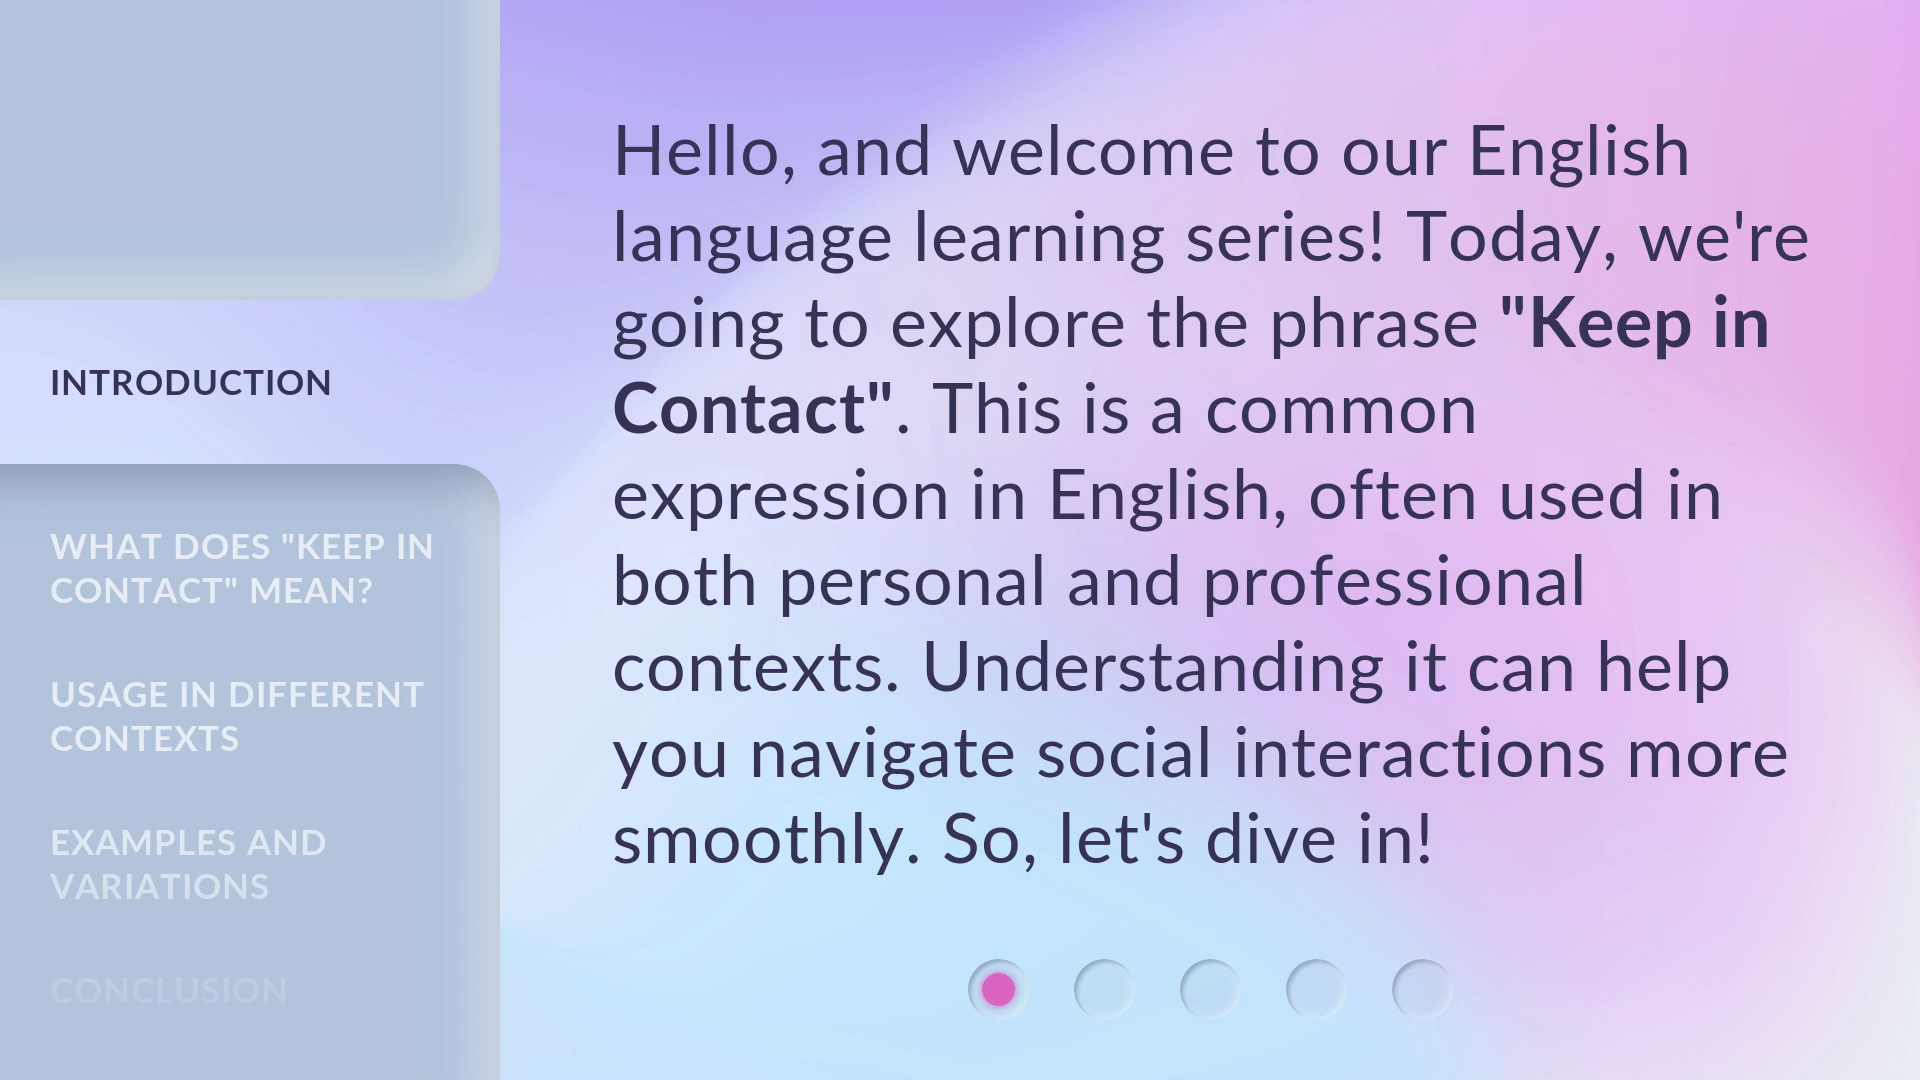 INTRODUCTION
WHAT DOES "KEEP IN
CONTACT" MEAN?
USAGE IN DIFFERENT
CONTEXTS
EXAMPLES AND
VARIATIONS
CONCLUSION
Hello, and welcome to our English
language learning series! Today, we're
going to explore the phrase "Keep in
Contact". This is a common
expression in English, often used in
both personal and professional
contexts. Understanding it can help
you navigate social interactions more
smoothly. So, let's dive in!